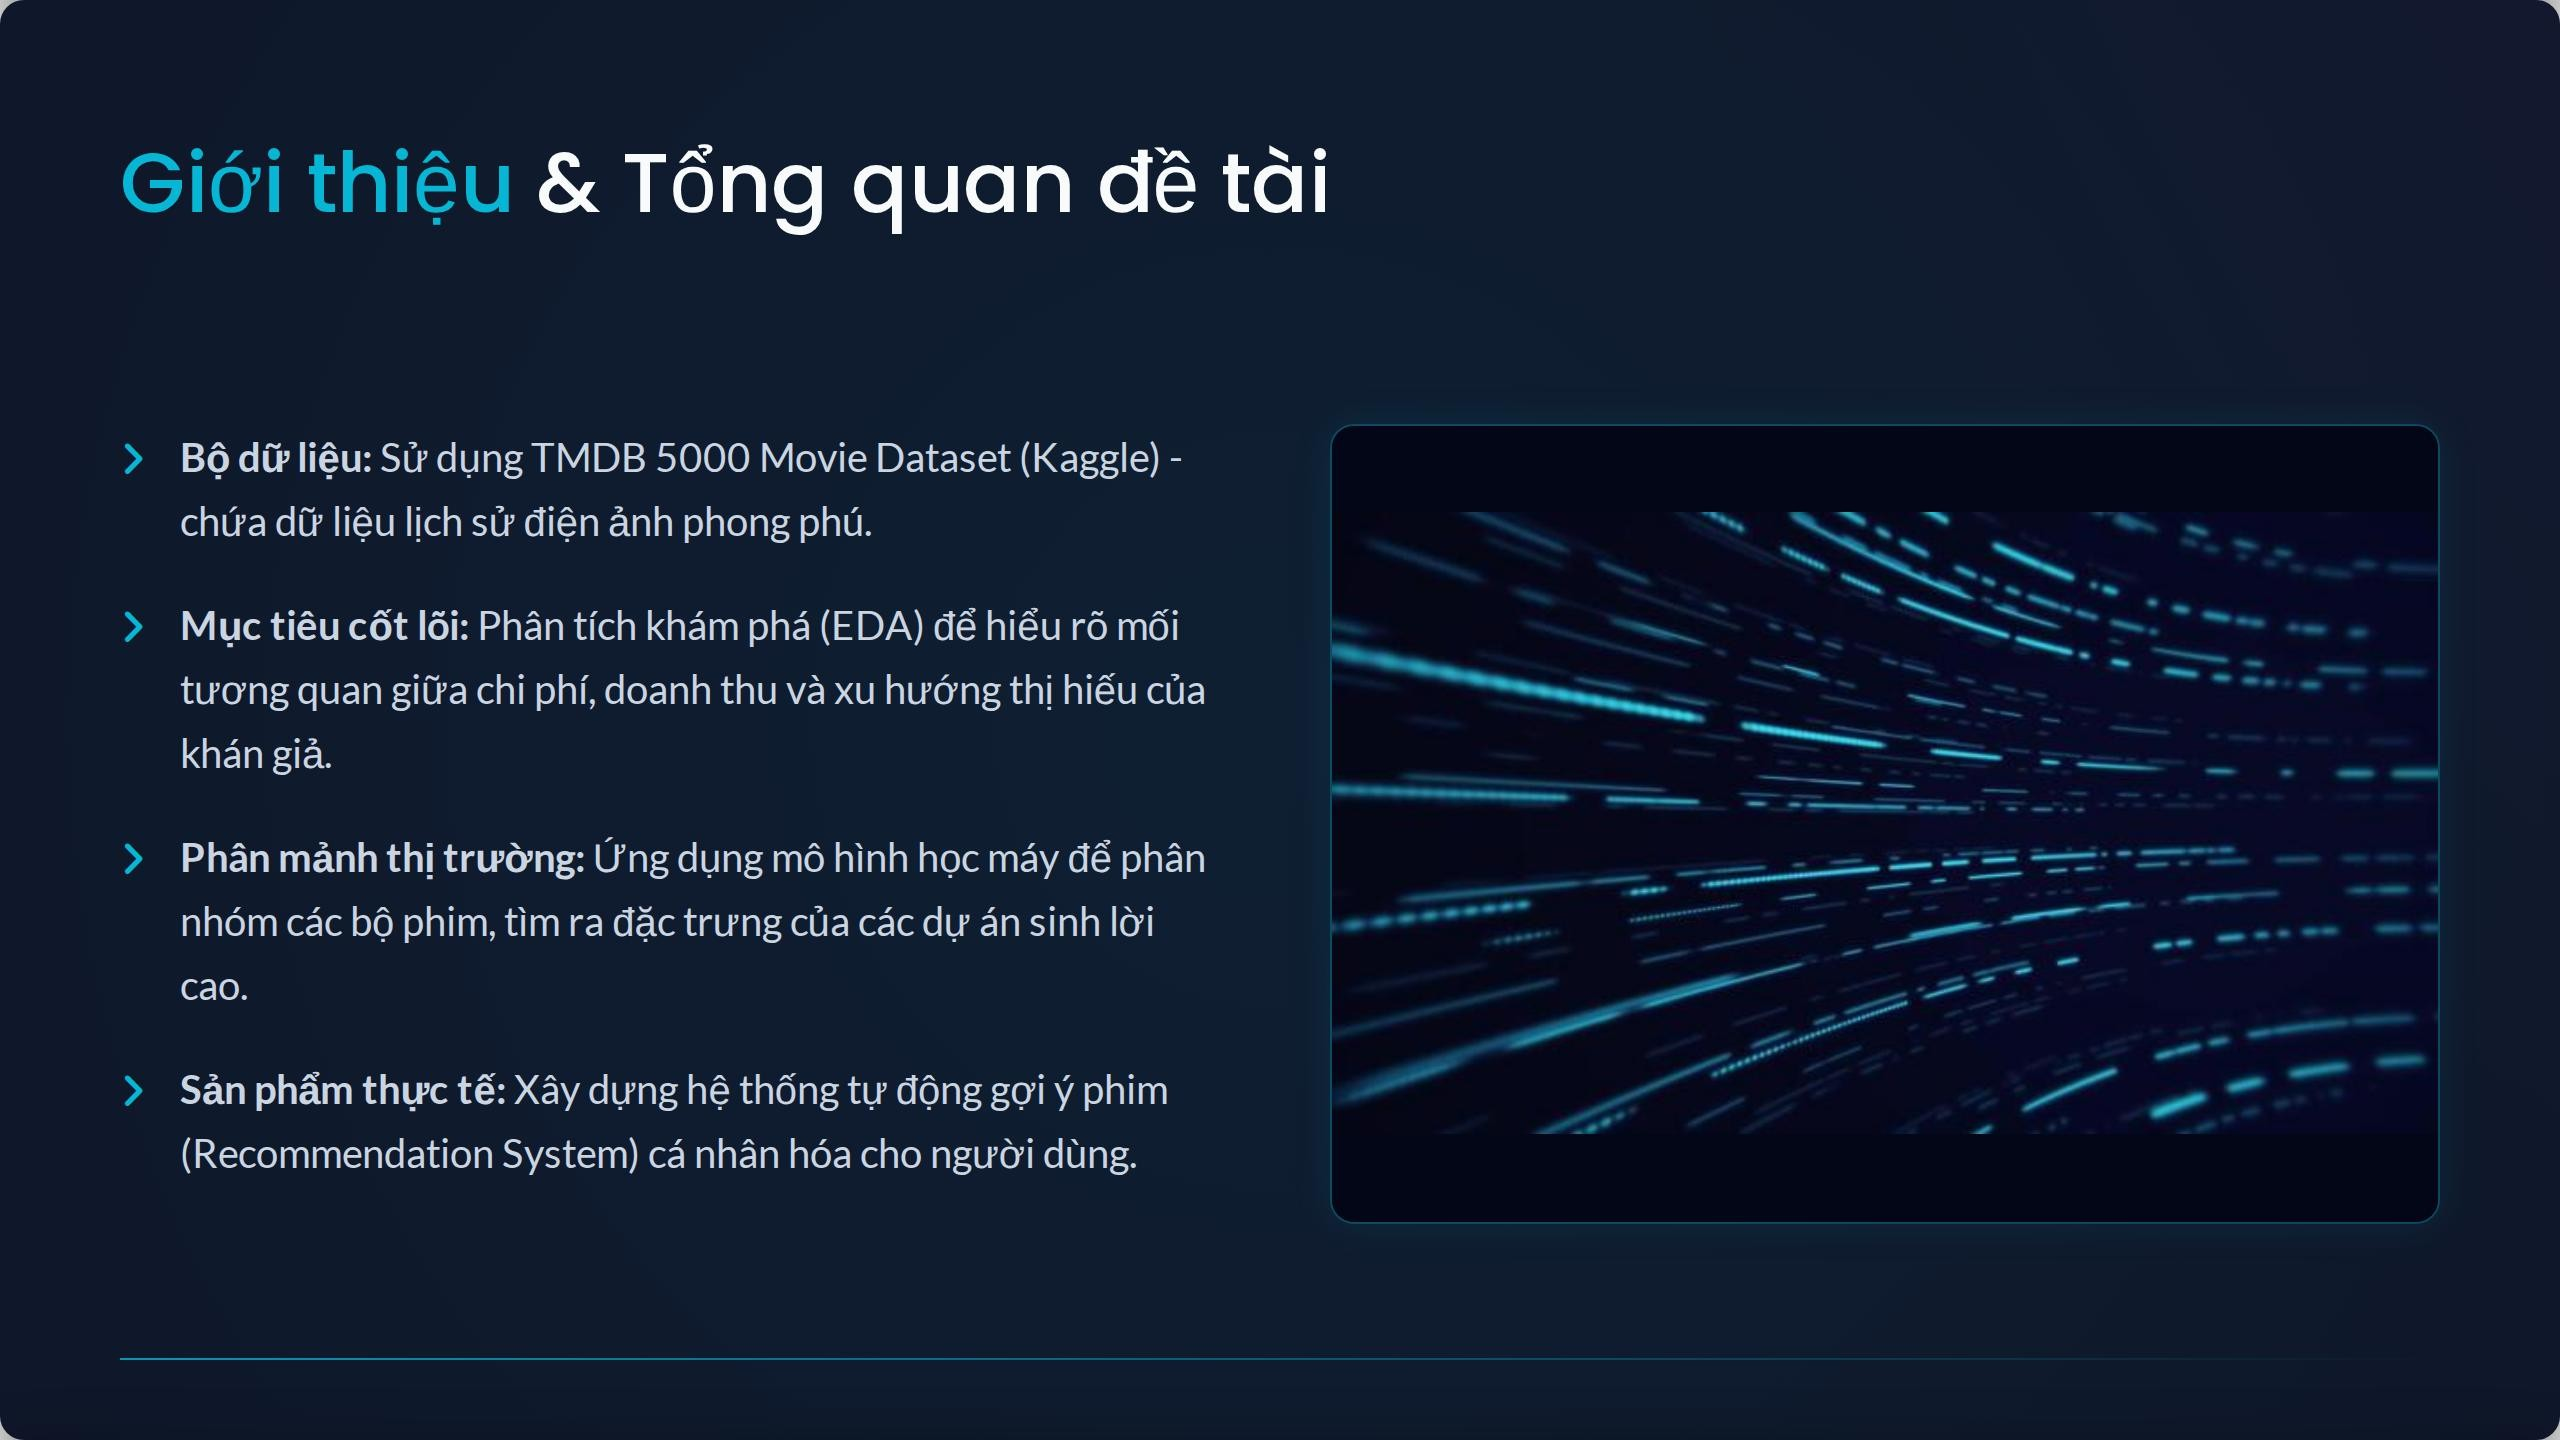 Giới thiệu & Tổng quan đề tài
Bộ dữ liệu: Sử dụng TMDB 5000 Movie Dataset (Kaggle) -
chứa dữ liệu lịch sử điện ảnh phong phú.
Mục tiêu cốt lõi: Phân tích khám phá (EDA) để hiểu rõ mối
tương quan giữa chi phí, doanh thu và xu hướng thị hiếu của
khán giả.
Phân mảnh thị trường: Ứng dụng mô hình học máy để phân
nhóm các bộ phim, tìm ra đặc trưng của các dự án sinh lời
cao.
Sản phẩm thực tế: Xây dựng hệ thống tự động gợi ý phim
(Recommendation System) cá nhân hóa cho người dùng.